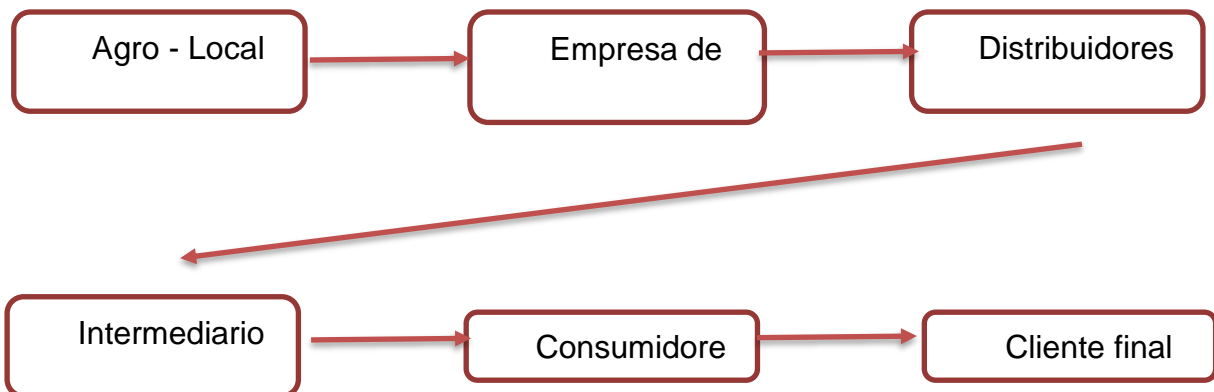 Agro - Local
Empresa de
Distribuidores
Intermediario
Consumidore
Cliente final